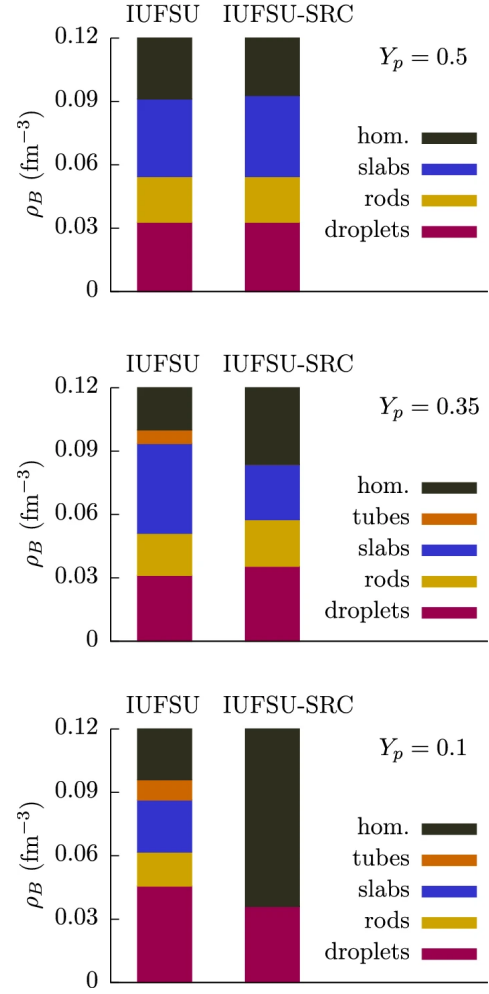 IUFSU IUFSU-SRC
0.12
Y_p = 0.5
0.09
hom.
slabs
0.06
rods
0.03
droplets
0
ρ_B (fm⁻³)
IUFSU IUFSU-SRC
0.12
Y_p = 0.35
0.09
hom.
tubes
0.06
slabs
0.03
rods
droplets
0
ρ_B (fm⁻³)
IUFSU IUFSU-SRC
0.12
Y_p = 0.1
0.09
hom.
tubes
0.06
slabs
0.03
rods
droplets
0
ρ_B (fm⁻³)